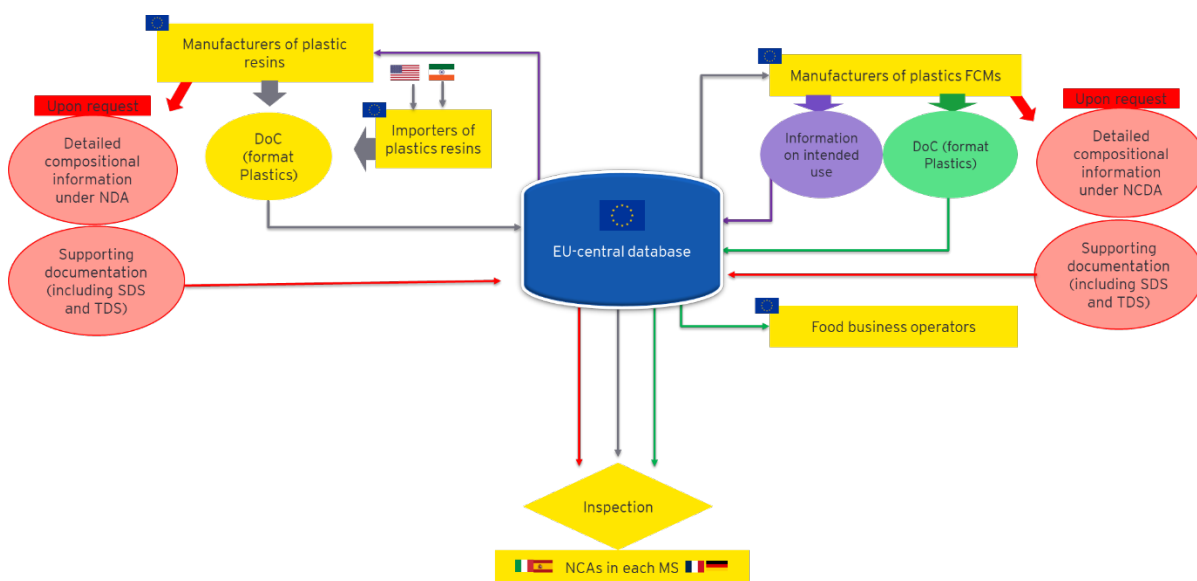 Manufacturers of plastic
resins
Upon request
Detailed
compositional
information
under NDA
DoC
(format
Plastics)
Importers of
plastics resins
Supporting
documentation
(including SDS
and TDS)
EU-central database
Manufacturers of plastics FCMs
Upon request
Information
on intended
use
DoC (format
Plastics)
Detailed
compositional
information
under NCDA
Supporting
documentation
(including SDS
and TDS)
Food business operators
Inspection
NCAs in each MS